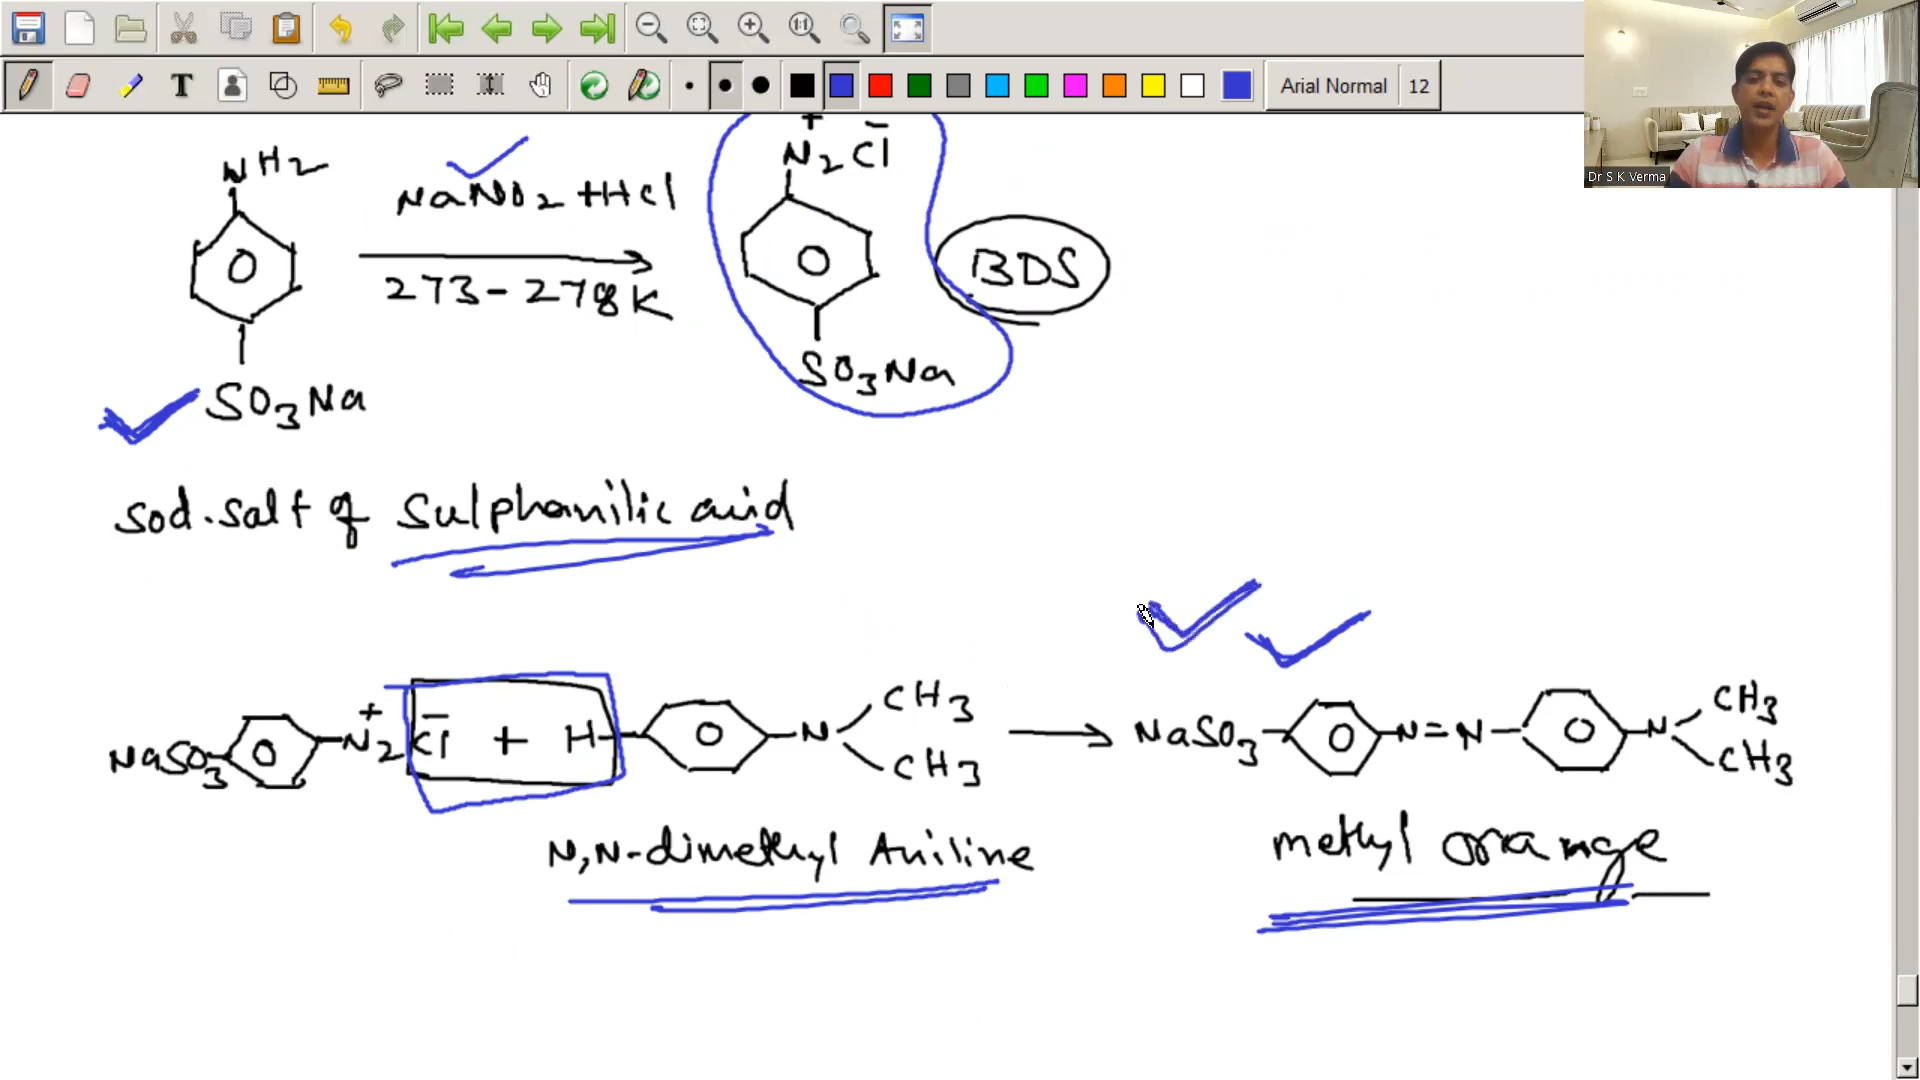 Arial Normal 12
Dr S K Verma
NH2
NaNO2 + HCl
273 - 278 K
+ -
N2Cl
BDS
SO3Na
SO3Na
sod. salt of Sulphanilic acid
NaSO3 N2 + Cl - + H N CH3 CH3
NaSO3 N=N N CH3 CH3
N,N-dimethyl Aniline
methyl orange